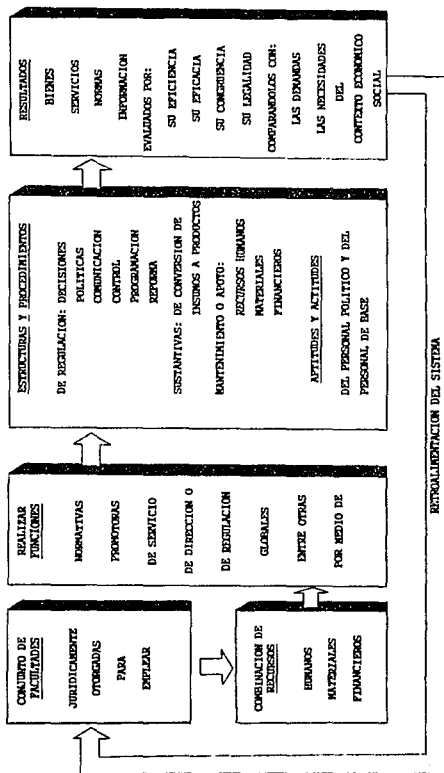 CONJUNTO DE
FACULTADES
JURIDICAMENTE
OTORGADAS
PARA
EMPLEAR
COMBINACION DE
RECURSOS
HUMANOS
MATERIALES
FINANCIEROS
REALIZAR
FUNCIONES
NORMATIVAS
PROMOTORAS
DE SERVICIO
DE DIRECCION O
DE REGULACION
GLOBALES
ENTRE OTRAS
POR MEDIO DE
ESTRUCTURAS Y PROCEDIMIENTOS
DE REGULACION: DECISIONES
POLITICAS
COMUNICACION
CONTROL
PROGRAMACION
REFORMA
SUSTANTIVAS: DE CONVERSION DE
INSUMOS A PRODUCTOS
MANTENIMIENTO O APOYO:
RECURSOS HUMANOS
MATERIALES
FINANCIEROS
APTITUDES Y ACTITUDES
DEL PERSONAL POLITICO Y DEL
PERSONAL DE BASE
RESULTADOS
BIENES
SERVICIOS
NORMAS
INFORMACION
EVALUADOS POR:
SU EFICIENCIA
SU EFICACIA
SU CONGRUENCIA
SU LEGALIDAD
COMPARANDOLOS CON:
LAS DEMANDAS
LAS NECESIDADES
DEL
CONTEXTO ECONOMICO
SOCIAL
RETROALIMENTACION DEL SISTEMA